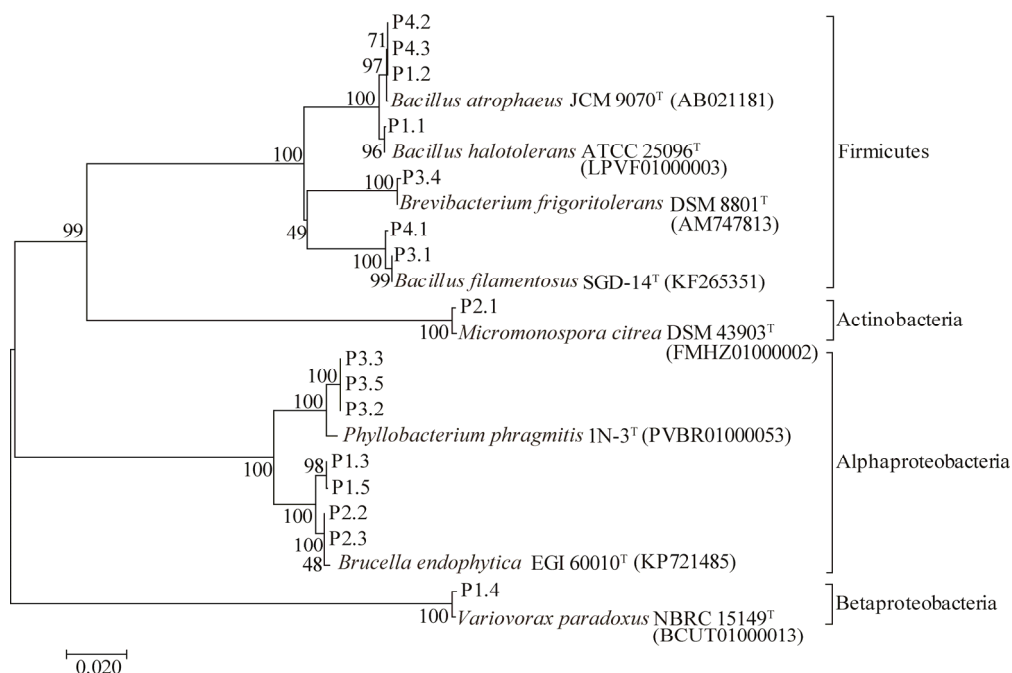 P4.2
71
P4.3
97
P1.2
100
Bacillus atrophaeus JCM 9070ᵀ (AB021181)
P1.1
96
Bacillus halotolerans ATCC 25096ᵀ
(LPVF01000003)
Firmicutes
100
P3.4
100
Brevibacterium frigoritolerans DSM 8801ᵀ
(AM747813)
49
P4.1
99
P3.1
100
99
Bacillus filamentosus SGD-14ᵀ (KF265351)
P2.1
100
Micromonospora citrea DSM 43903ᵀ
(FMHZ01000002)
Actinobacteria
P3.3
100
P3.5
100
P3.2
Phyllobacterium phragmitis 1N-3ᵀ (PVBR01000053)
Alphaproteobacteria
100
98
P1.3
P1.5
100
P2.2
P2.3
100
48
Brucella endophytica EGI 60010ᵀ (KP721485)
P1.4
100
Variovorax paradoxus NBRC 15149ᵀ
(BCUT01000013)
Betaproteobacteria
0.020